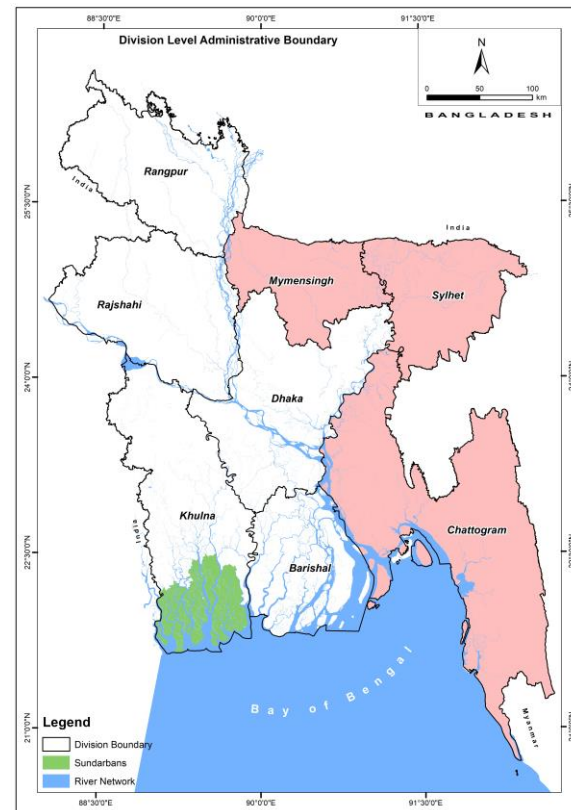 88°30'0"E 90°0'0"E 91°30'0"E
Division Level Administrative Boundary
N
0 50 100
km
BANGLADESH
Rangpur
India
25°30'0"N
India
Mymensingh
Sylhet
Rajshahi
24°0'0"N
Dhaka
Khulna
India
Chattogram
22°30'0"N
Barishal
Bay of Bengal
Myanmar
21°0'0"N
Legend
Division Boundary
Sundarbans
River Network
1
88°30'0"E 90°0'0"E 91°30'0"E